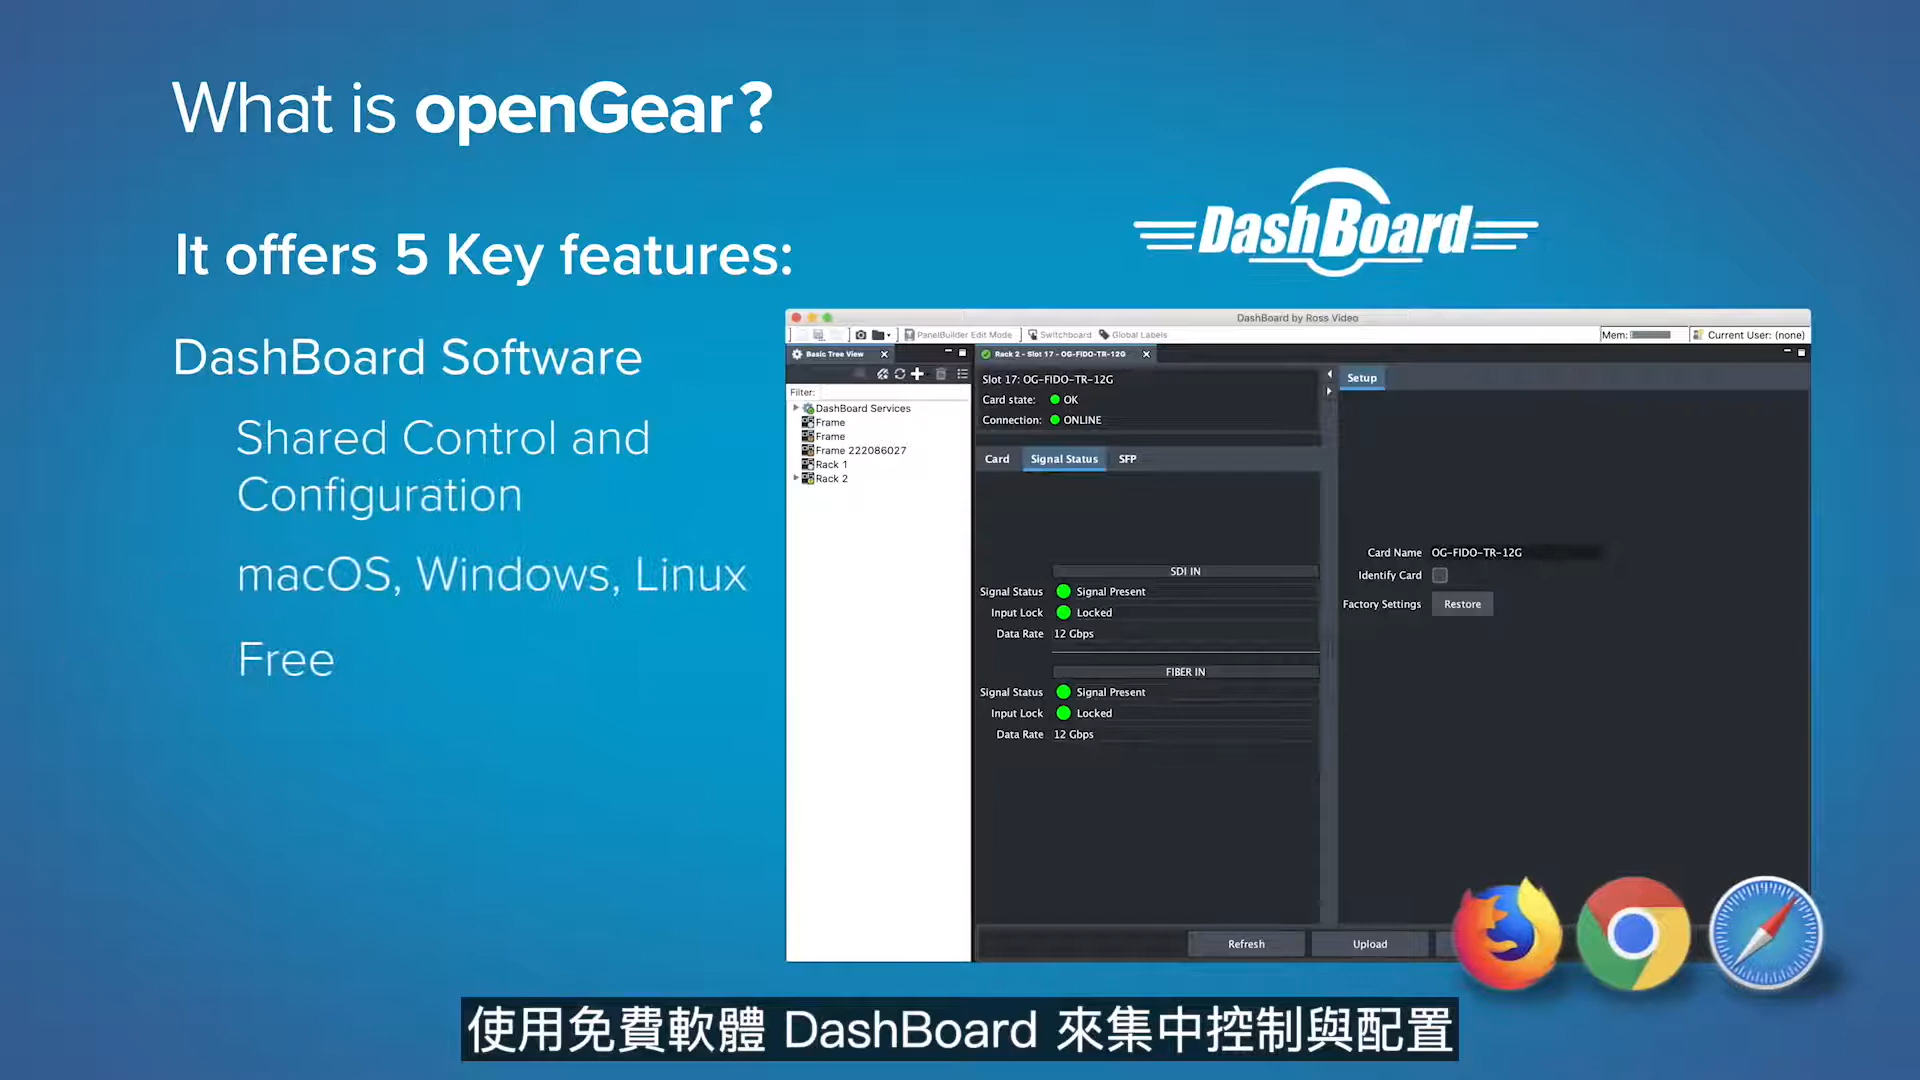 What is openGear?
It offers 5 Key features:
DashBoard Software
Shared Control and
Configuration
macOS, Windows, Linux
Free
DashBoard
DashBoard by Ross Video
PanelBuilder Edit Mode
Switchboard
Global Labels
Mem:
Current User: (none)
Basic Tree View
Filter:
DashBoard Services
Frame
Frame
Frame 222086027
Rack 1
Rack 2
Rack 2 - Slot 17 - OG-FIDO-TR-12G
Slot 17: OG-FIDO-TR-12G
Card state: OK
Connection: ONLINE
Card Signal Status SFP
SDI IN
Signal Status Signal Present
Input Lock Locked
Data Rate 12 Gbps
FIBER IN
Signal Status Signal Present
Input Lock Locked
Data Rate 12 Gbps
Setup
Card Name OG-FIDO-TR-12G
Identify Card
Factory Settings Restore
Refresh
Upload
使用免費軟體 DashBoard 來集中控制與配置